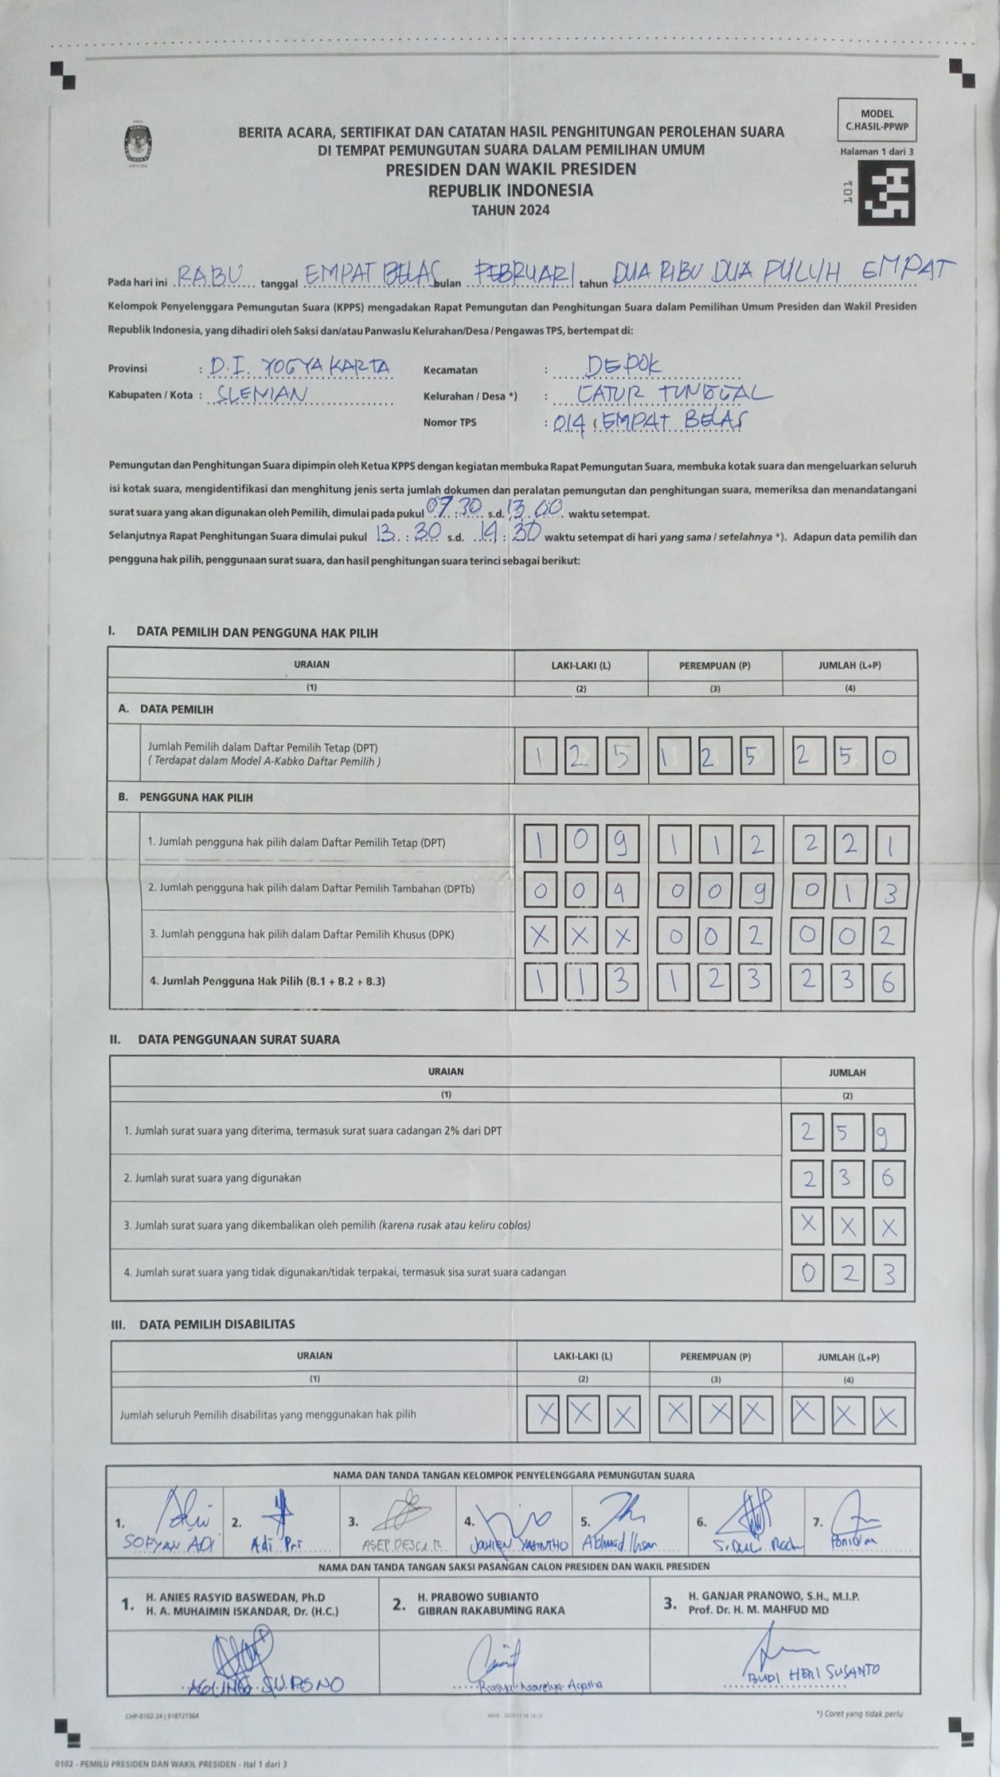 MODEL
C.HASIL-PPWP
Halaman 1 dari 3
101
BERITA ACARA, SERTIFIKAT DAN CATATAN HASIL PENGHITUNGAN PEROLEHAN SUARA
DI TEMPAT PEMUNGUTAN SUARA DALAM PEMILIHAN UMUM
PRESIDEN DAN WAKIL PRESIDEN
REPUBLIK INDONESIA
TAHUN 2024
Pada hari ini RABU tanggal EMPAT BELAS bulan FEBRUARI tahun DUA RIBU DUA PULUH EMPAT
Kelompok Penyelenggara Pemungutan Suara (KPPS) mengadakan Rapat Pemungutan dan Penghitungan Suara dalam Pemilihan Umum Presiden dan Wakil Presiden
Republik Indonesia, yang dihadiri oleh Saksi dan/atau Panwaslu Kelurahan/Desa / Pengawas TPS, bertempat di:
Provinsi : D.I. YOGYAKARTA Kecamatan : DEPOK
Kabupaten / Kota : SLEMAN Kelurahan / Desa *) : CATUR TUNGGAL
Nomor TPS : 014 (EMPAT BELAS
Pemungutan dan Penghitungan Suara dipimpin oleh Ketua KPPS dengan kegiatan membuka Rapat Pemungutan Suara, membuka kotak suara dan mengeluarkan seluruh
isi kotak suara, mengidentifikasi dan menghitung jenis serta jumlah dokumen dan peralatan pemungutan dan penghitungan suara, memeriksa dan menandatangani
surat suara yang akan digunakan oleh Pemilih, dimulai pada pukul 07 : 30 s.d. 13 : 00 waktu setempat.
Selanjutnya Rapat Penghitungan Suara dimulai pukul 13 : 30 s.d. 14 : 30 waktu setempat di hari yang sama / setelahnya *). Adapun data pemilih dan
pengguna hak pilih, penggunaan surat suara, dan hasil penghitungan suara terinci sebagai berikut:
I. DATA PEMILIH DAN PENGGUNA HAK PILIH
URAIAN LAKI-LAKI (L) PEREMPUAN (P) JUMLAH (L+P)
(1) (2) (3) (4)
A. DATA PEMILIH
Jumlah Pemilih dalam Daftar Pemilih Tetap (DPT) 1 2 5 1 2 5 2 5 0
( Terdapat dalam Model A-Kabko Daftar Pemilih )
B. PENGGUNA HAK PILIH
1. Jumlah pengguna hak pilih dalam Daftar Pemilih Tetap (DPT) 1 0 9 1 1 2 2 2 1
2. Jumlah pengguna hak pilih dalam Daftar Pemilih Tambahan (DPTb) 0 0 4 0 0 9 0 1 3
3. Jumlah pengguna hak pilih dalam Daftar Pemilih Khusus (DPK) X X X 0 0 2 0 0 2
4. Jumlah Pengguna Hak Pilih (B.1 + B.2 + B.3) 1 1 3 1 2 3 2 3 6
II. DATA PENGGUNAAN SURAT SUARA
URAIAN JUMLAH
(1) (2)
1. Jumlah surat suara yang diterima, termasuk surat suara cadangan 2% dari DPT 2 5 9
2. Jumlah surat suara yang digunakan 2 3 6
3. Jumlah surat suara yang dikembalikan oleh pemilih (karena rusak atau keliru coblos) X X X
4. Jumlah surat suara yang tidak digunakan/tidak terpakai, termasuk sisa surat suara cadangan 0 2 3
III. DATA PEMILIH DISABILITAS
URAIAN LAKI-LAKI (L) PEREMPUAN (P) JUMLAH (L+P)
(1) (2) (3) (4)
Jumlah seluruh Pemilih disabilitas yang menggunakan hak pilih X X X X X X X X X
NAMA DAN TANDA TANGAN KELOMPOK PENYELENGGARA PEMUNGUTAN SUARA
1. 2. 3. 4. 5. 6. 7.
SOFYAN ADI Adi Pri ASEP DESCA.R. Achmad Ihsan
NAMA DAN TANDA TANGAN SAKSI PASANGAN CALON PRESIDEN DAN WAKIL PRESIDEN
1. H. ANIES RASYID BASWEDAN, Ph.D
H. A. MUHAIMIN ISKANDAR, Dr. (H.C.)
2. H. PRABOWO SUBIANTO
GIBRAN RAKABUMING RAKA
3. H. GANJAR PRANOWO, S.H., M.I.P.
Prof. Dr. H. M. MAHFUD MD
AGUNG SUPONO Agatha BUDI HERI SUSANTO
CHP-0102-24 | 918727364
*) Coret yang tidak perlu
0102 - PEMILU PRESIDEN DAN WAKIL PRESIDEN - Hal 1 dari 3